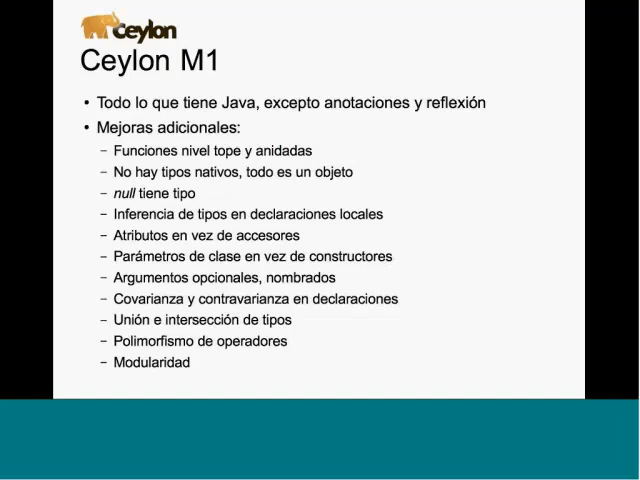 Ceylon
Ceylon M1
• Todo lo que tiene Java, excepto anotaciones y reflexión
• Mejoras adicionales:
– Funciones nivel tope y anidadas
– No hay tipos nativos, todo es un objeto
– null tiene tipo
– Inferencia de tipos en declaraciones locales
– Atributos en vez de accesores
– Parámetros de clase en vez de constructores
– Argumentos opcionales, nombrados
– Covarianza y contravarianza en declaraciones
– Unión e intersección de tipos
– Polimorfismo de operadores
– Modularidad